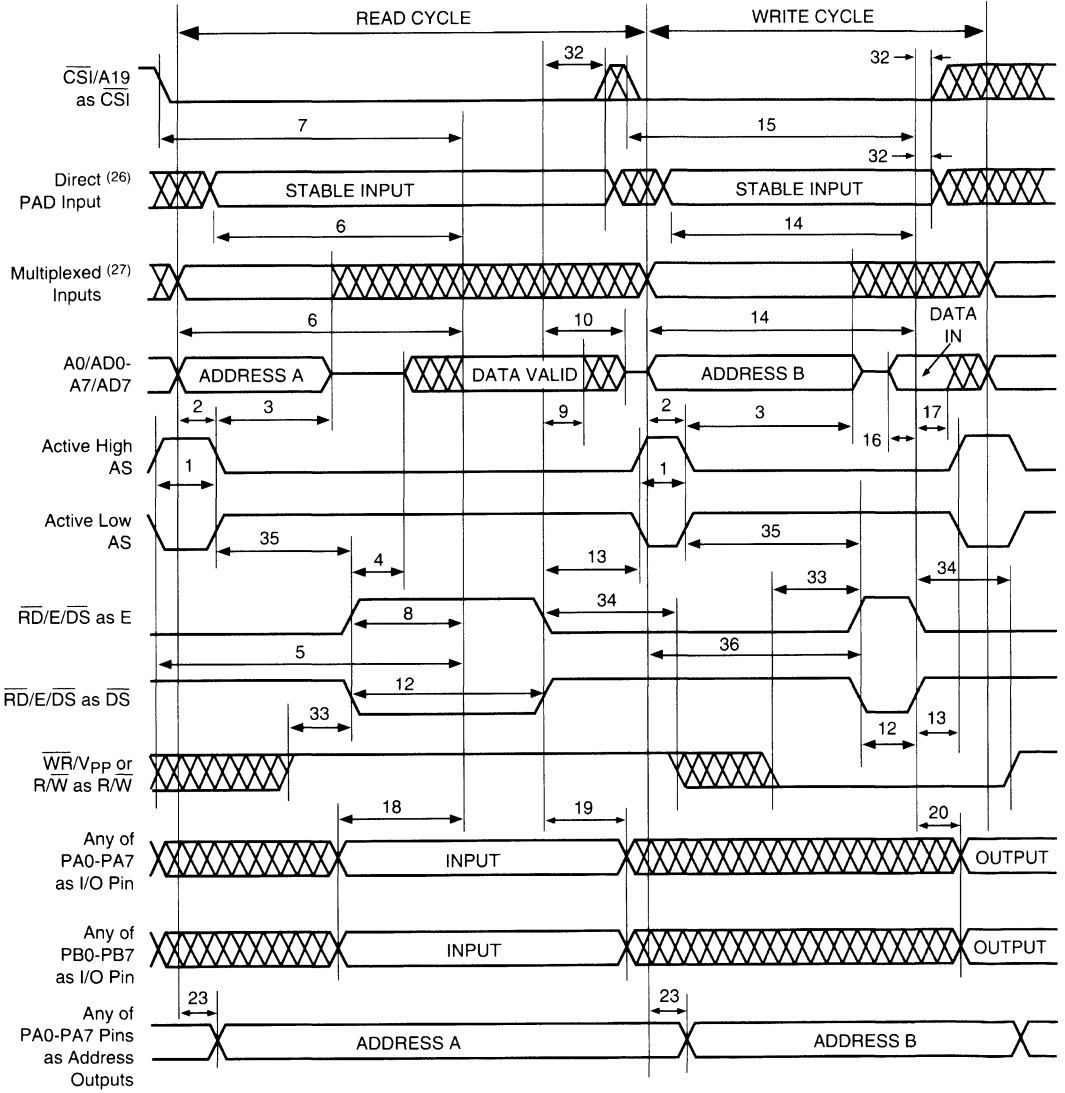 READ CYCLE
WRITE CYCLE
32
32
CSI/A19
as CSI
7
15
32
Direct (26)
PAD Input
STABLE INPUT
STABLE INPUT
6
14
Multiplexed (27)
Inputs
6
10
14
DATA
IN
A0/AD0-
A7/AD7
ADDRESS A
DATA VALID
ADDRESS B
2
3
9
2
3
16
17
Active High
AS
1
1
Active Low
AS
35
4
13
35
33
34
34
RD/E/DS as E
8
5
36
RD/E/DS as DS
12
33
12
13
WR/VPP or
R/W as R/W
18
19
20
Any of
PA0-PA7
as I/O Pin
INPUT
OUTPUT
Any of
PB0-PB7
as I/O Pin
INPUT
OUTPUT
23
23
Any of
PA0-PA7 Pins
as Address
Outputs
ADDRESS A
ADDRESS B